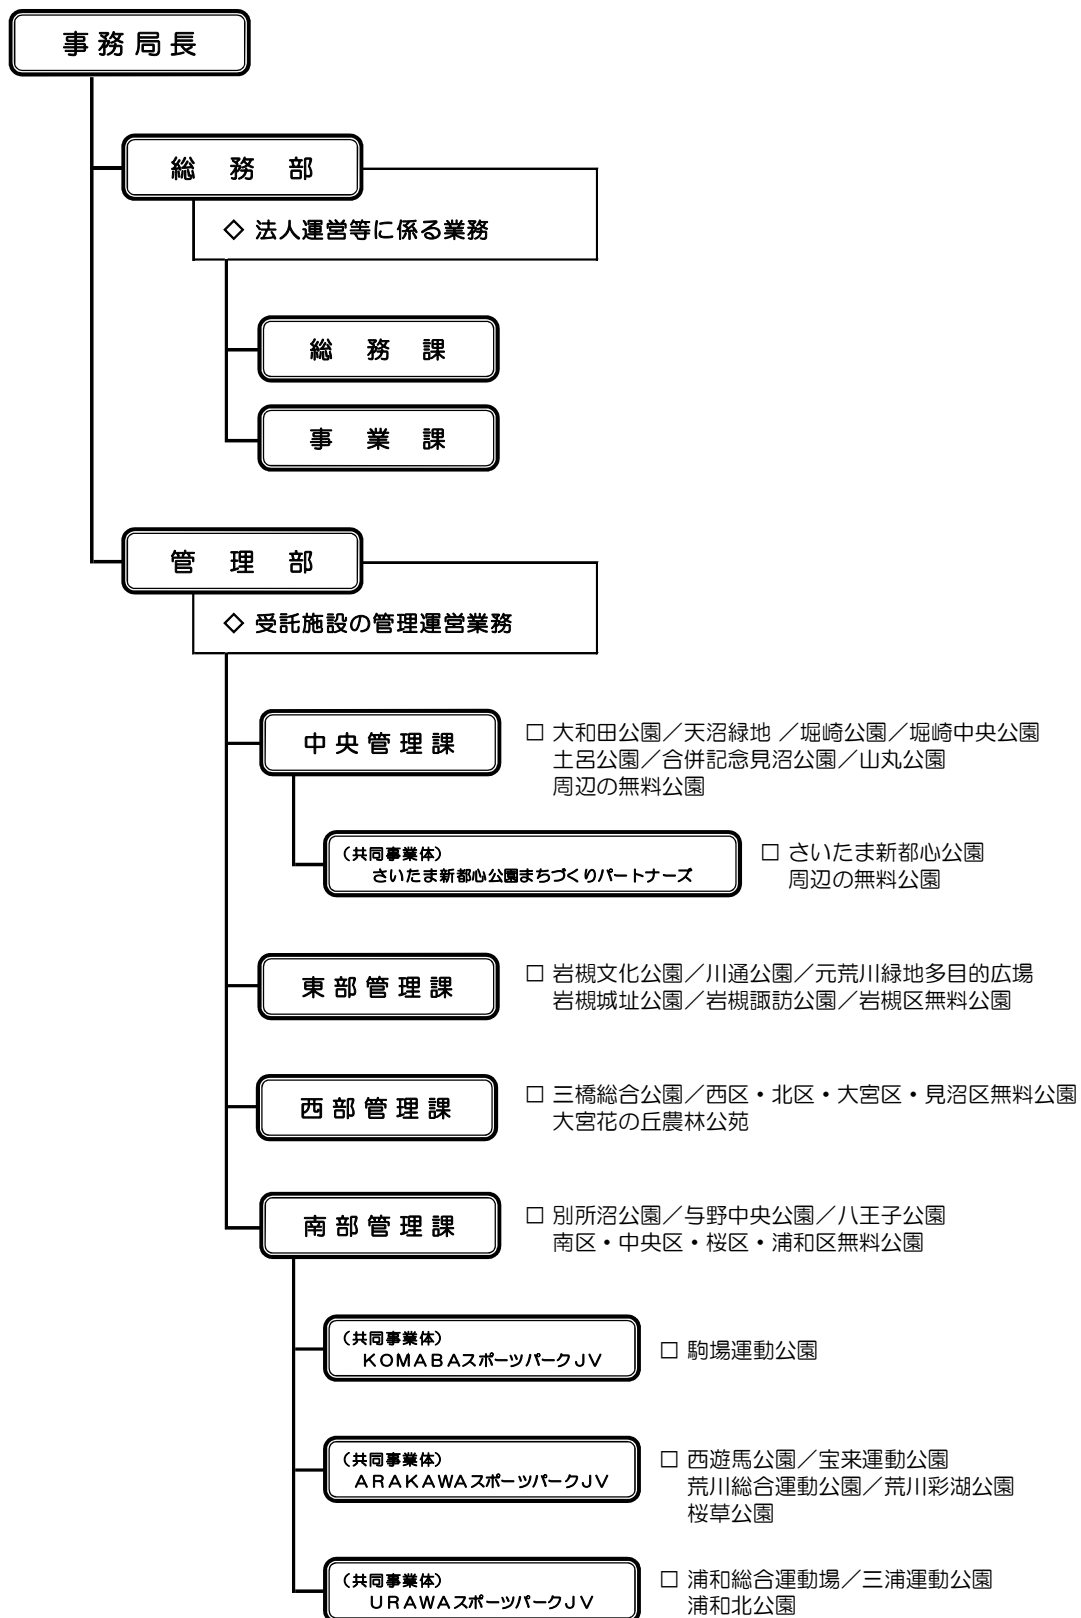 事務局長
総務部
◇ 法人運営等に係る業務
総務課
事業課
管理部
◇ 受託施設の管理運営業務
中央管理課
□ 大和田公園／天沼緑地 ／堀崎公園／堀崎中央公園
土呂公園／合併記念見沼公園／山丸公園
周辺の無料公園
（共同事業体）
さいたま新都心公園まちづくりパートナーズ
□ さいたま新都心公園
周辺の無料公園
東部管理課
□ 岩槻文化公園／川通公園／元荒川緑地多目的広場
岩槻城址公園／岩槻諏訪公園／岩槻区無料公園
西部管理課
□ 三橋総合公園／西区・北区・大宮区・見沼区無料公園
大宮花の丘農林公苑
南部管理課
□ 別所沼公園／与野中央公園／八王子公園
南区・中央区・桜区・浦和区無料公園
（共同事業体）
ＫＯＭＡＢＡスポーツパークＪＶ
□ 駒場運動公園
（共同事業体）
ＡＲＡＫＡＷＡスポーツパークＪＶ
□ 西遊馬公園／宝来運動公園
荒川総合運動公園／荒川彩湖公園
桜草公園
（共同事業体）
ＵＲＡＷＡスポーツパークＪＶ
□ 浦和総合運動場／三浦運動公園
浦和北公園